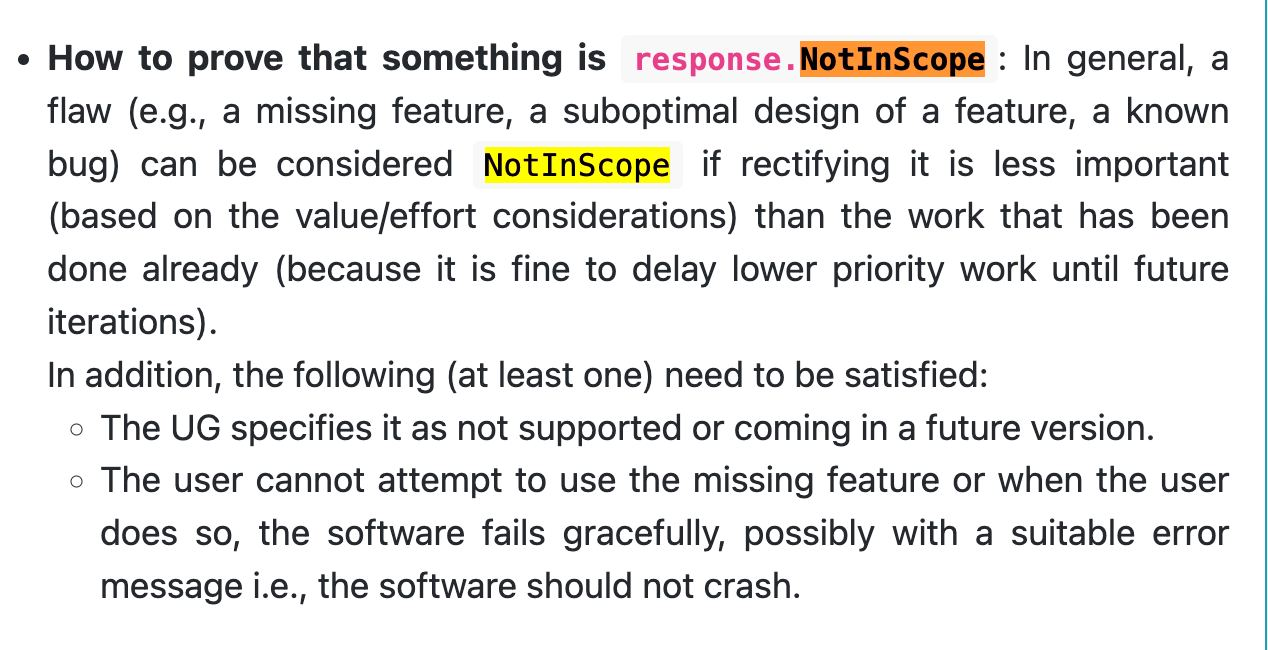 • How to prove that something is response.NotInScope : In general, a
flaw (e.g., a missing feature, a suboptimal design of a feature, a known
bug) can be considered NotInScope if rectifying it is less important
(based on the value/effort considerations) than the work that has been
done already (because it is fine to delay lower priority work until future
iterations).
In addition, the following (at least one) need to be satisfied:
○ The UG specifies it as not supported or coming in a future version.
○ The user cannot attempt to use the missing feature or when the user
does so, the software fails gracefully, possibly with a suitable error
message i.e., the software should not crash.